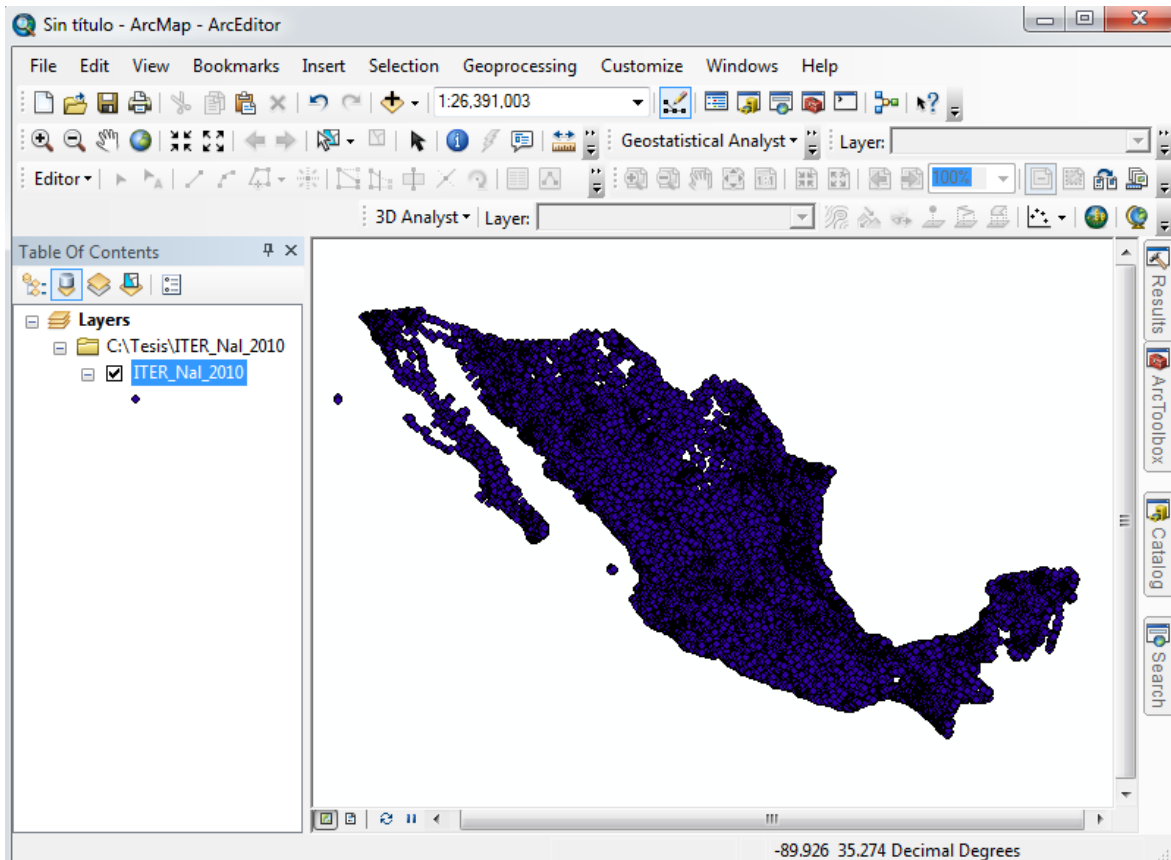 Sin título - ArcMap - ArcEditor
File Edit View Bookmarks Insert Selection Geoprocessing Customize Windows Help
1:26,391,003
Geostatistical Analyst Layer:
Editor 1:1 100%
3D Analyst Layer:
Table Of Contents
Layers
C:\Tesis\ITER_Nal_2010
ITER_Nal_2010
Results
ArcToolbox
Catalog
Search
-89.926 35.274 Decimal Degrees